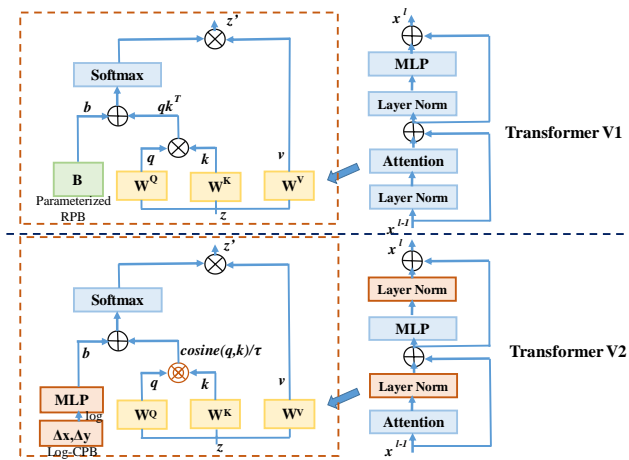 z'
x^l
Softmax
MLP
b
qk^T
Layer Norm
Transformer V1
q
k
v
Attention
B
W^Q
W^K
W^V
Parameterized
RPB
z
Layer Norm
x^{l-1}
z'
x^l
Softmax
Layer Norm
b
cosine(q,k)/τ
MLP
Transformer V2
q
k
v
MLP
Layer Norm
log
W^Q
W^K
W^V
Δx,Δy
Attention
Log-CPB
z
x^{l-1}